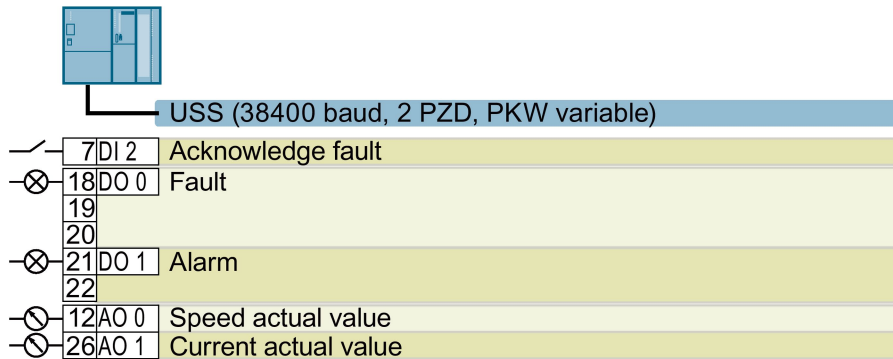 USS (38400 baud, 2 PZD, PKW variable)
7 DI 2 Acknowledge fault
18 DO 0 Fault
19
20
21 DO 1 Alarm
22
12 AO 0 Speed actual value
26 AO 1 Current actual value